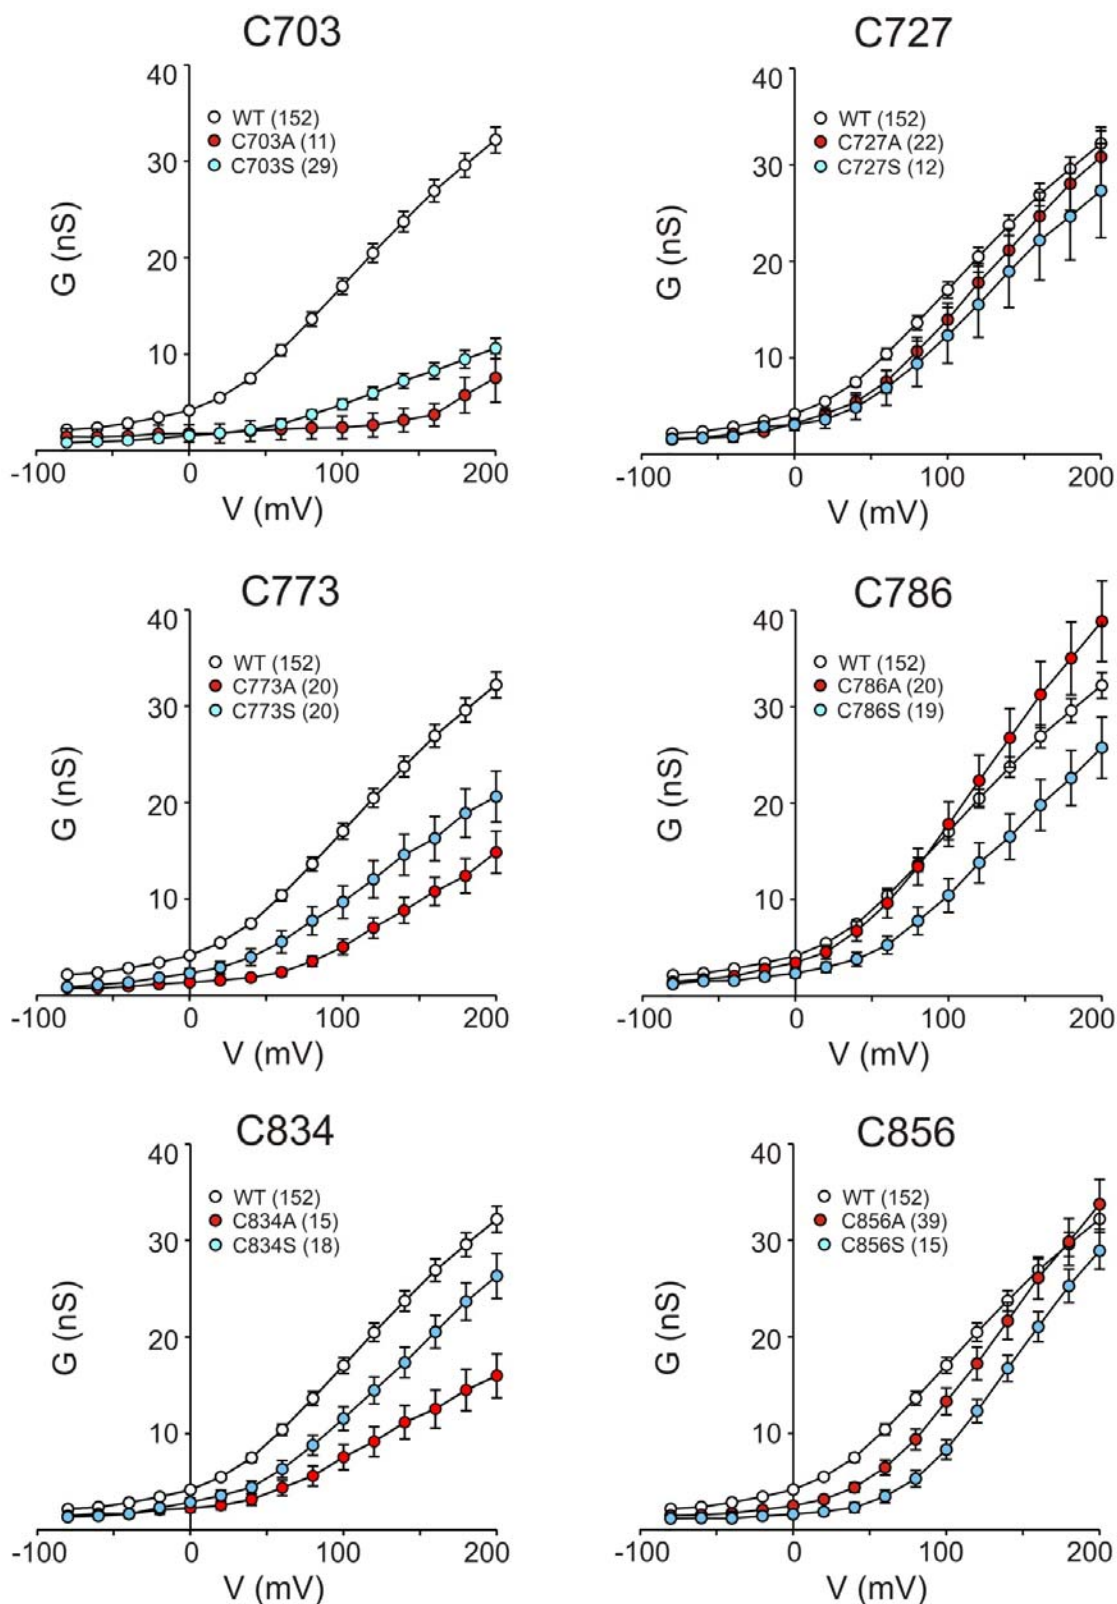 C703
40
30
20
10
G (nS)
WT (152)
C703A (11)
C703S (29)
-100
0
100
200
V (mV)
C727
40
30
20
10
G (nS)
WT (152)
C727A (22)
C727S (12)
-100
0
100
200
V (mV)
C773
40
30
20
10
G (nS)
WT (152)
C773A (20)
C773S (20)
-100
0
100
200
V (mV)
C786
40
30
20
10
G (nS)
WT (152)
C786A (20)
C786S (19)
-100
0
100
200
V (mV)
C834
40
30
20
10
G (nS)
WT (152)
C834A (15)
C834S (18)
-100
0
100
200
V (mV)
C856
40
30
20
10
G (nS)
WT (152)
C856A (39)
C856S (15)
-100
0
100
200
V (mV)